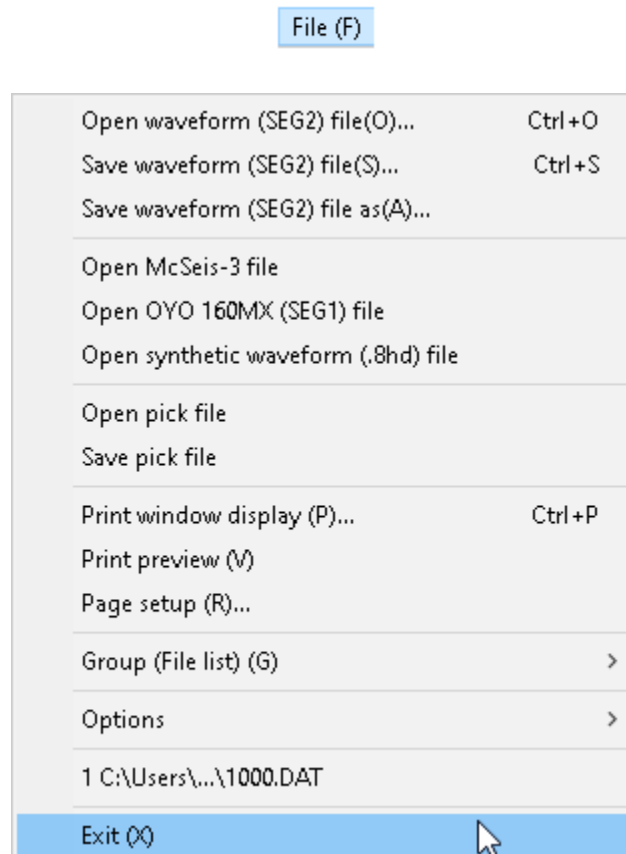 File (F)
Open waveform (SEG2) file(O)... Ctrl+O
Save waveform (SEG2) file(S)... Ctrl+S
Save waveform (SEG2) file as(A)...
Open McSeis-3 file
Open OYO 160MX (SEG1) file
Open synthetic waveform (.8hd) file
Open pick file
Save pick file
Print window display (P)... Ctrl+P
Print preview (V)
Page setup (R)...
Group (File list) (G) >
Options >
1 C:\Users\...\1000.DAT
Exit (X)